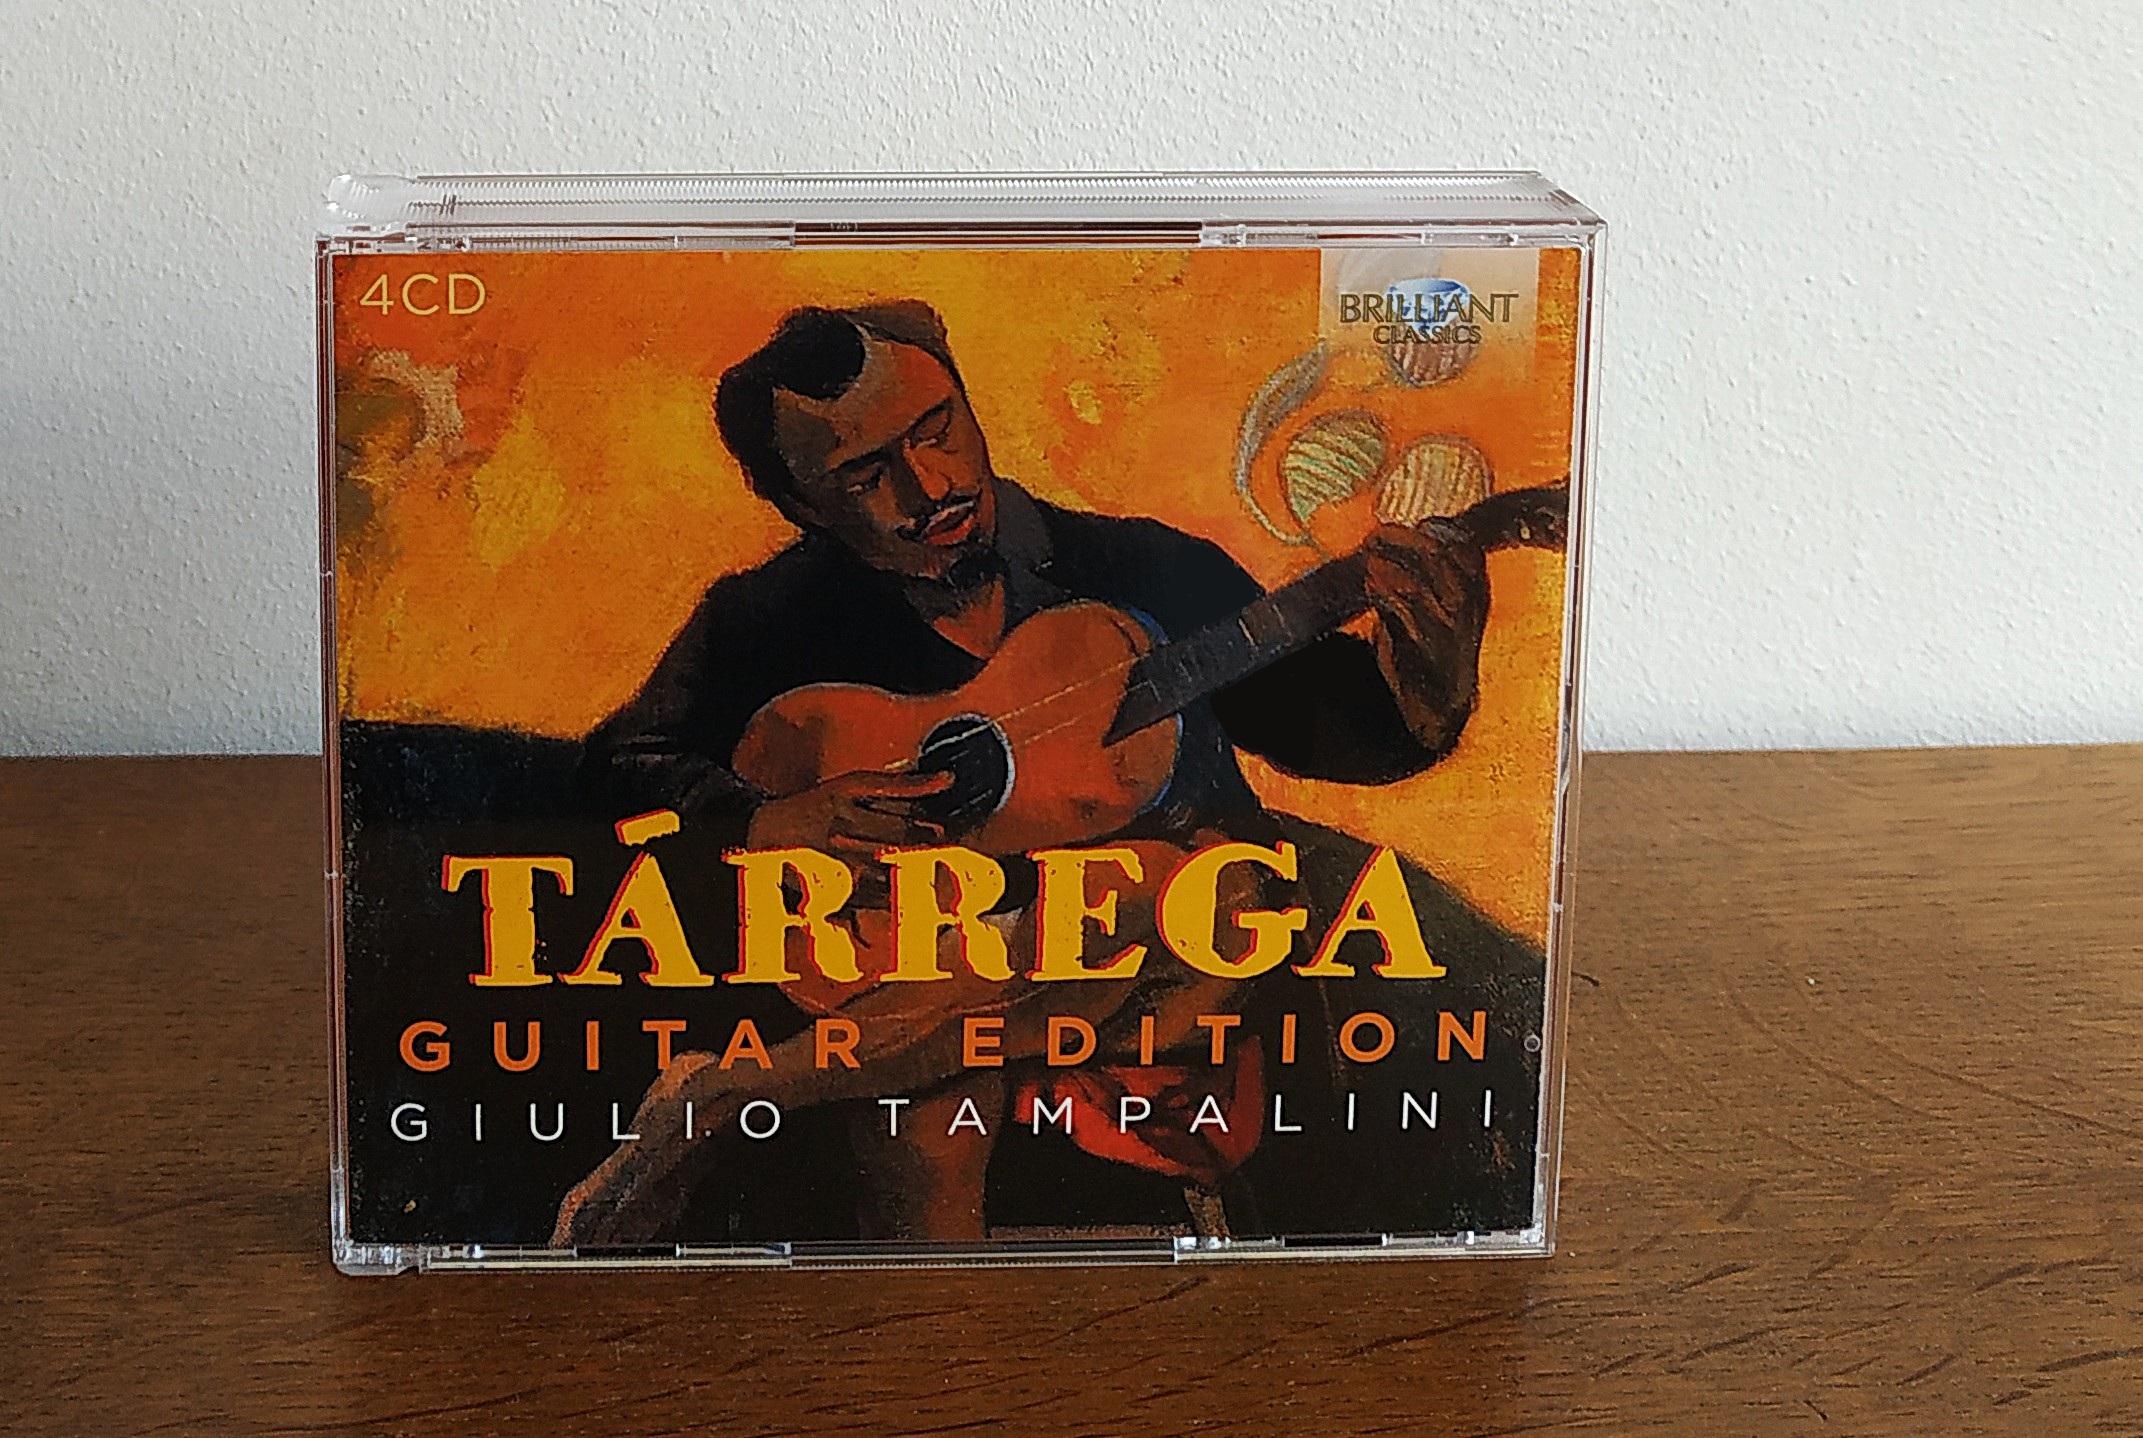 4CD
BRILLIANT
CLASSICS
TÁRREGA
GUITAR EDITION
GIULIO TAMPALINI